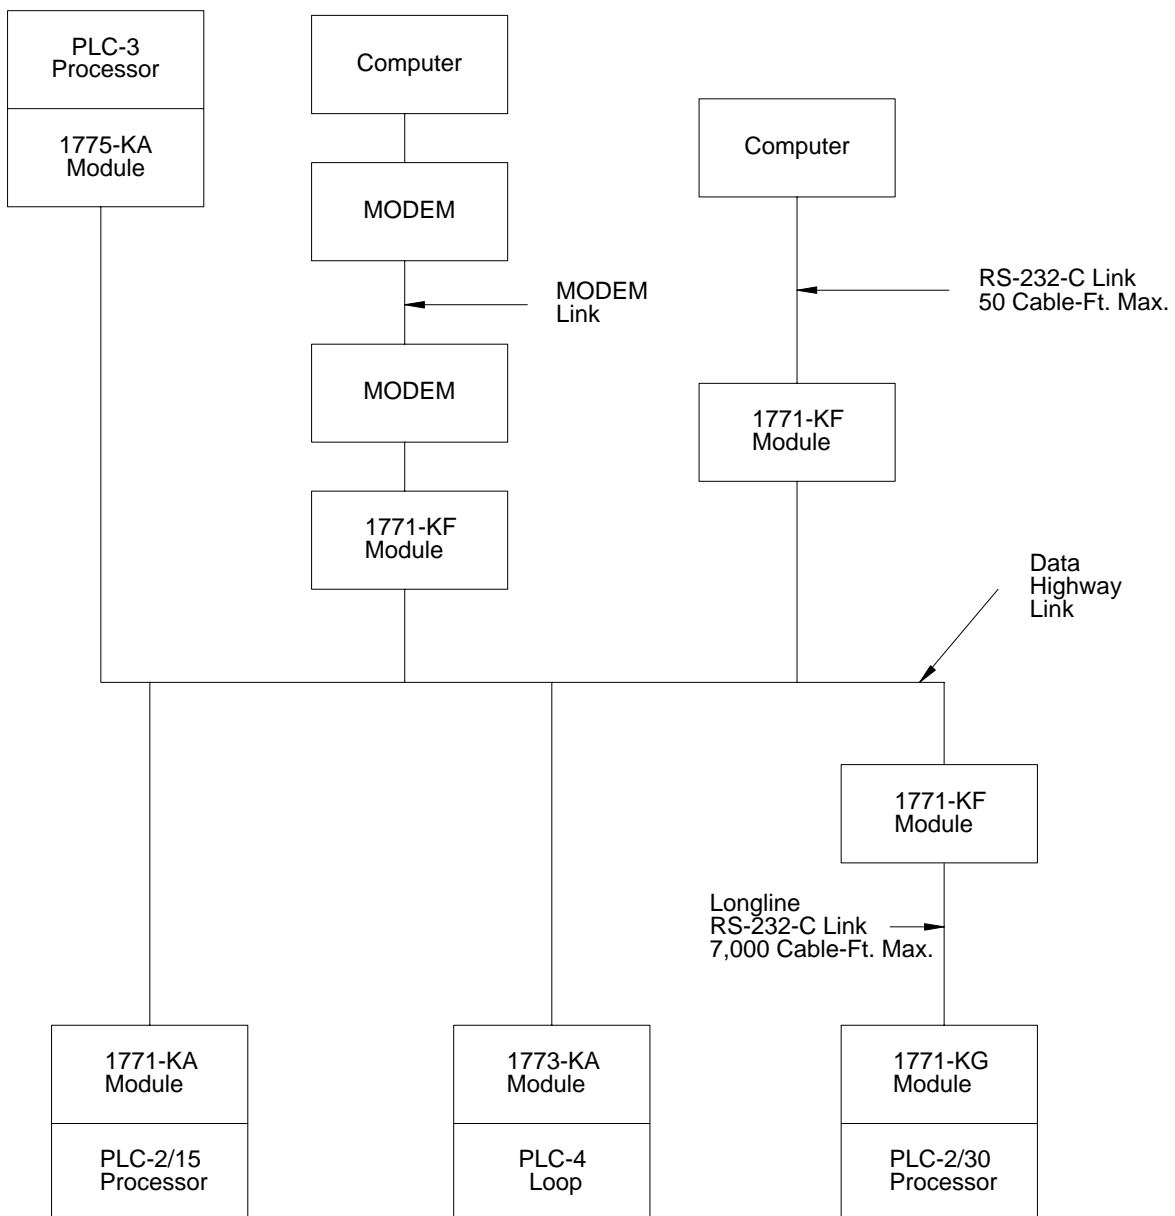 PLC-3
Processor
1775-KA
Module
Computer
MODEM
MODEM
Link
MODEM
1771-KF
Module
Computer
RS-232-C Link
50 Cable-Ft. Max.
1771-KF
Module
Data
Highway
Link
1771-KF
Module
Longline
RS-232-C Link
7,000 Cable-Ft. Max.
1771-KA
Module
PLC-2/15
Processor
1773-KA
Module
PLC-4
Loop
1771-KG
Module
PLC-2/30
Processor